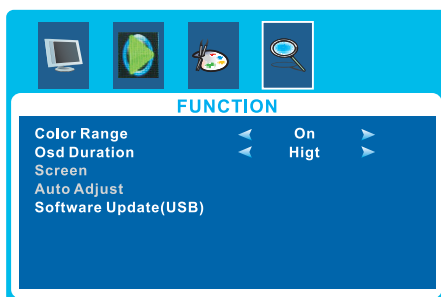 FUNCTION
Color Range On
Osd Duration Higt
Screen
Auto Adjust
Software Update(USB)